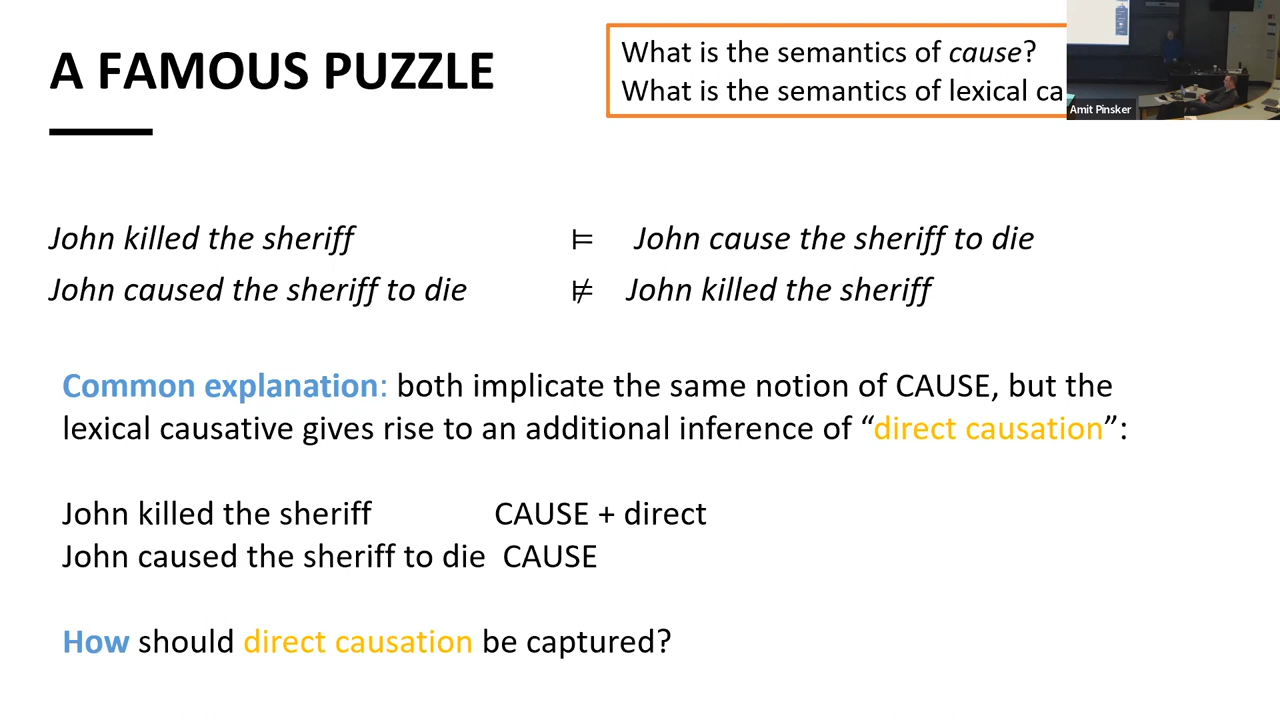 A FAMOUS PUZZLE
What is the semantics of cause?
What is the semantics of lexical
Amit Pinsker
John killed the sheriff ⊨ John cause the sheriff to die
John caused the sheriff to die ⊭ John killed the sheriff
Common explanation: both implicate the same notion of CAUSE, but the
lexical causative gives rise to an additional inference of “direct causation”:
John killed the sheriff CAUSE + direct
John caused the sheriff to die CAUSE
How should direct causation be captured?